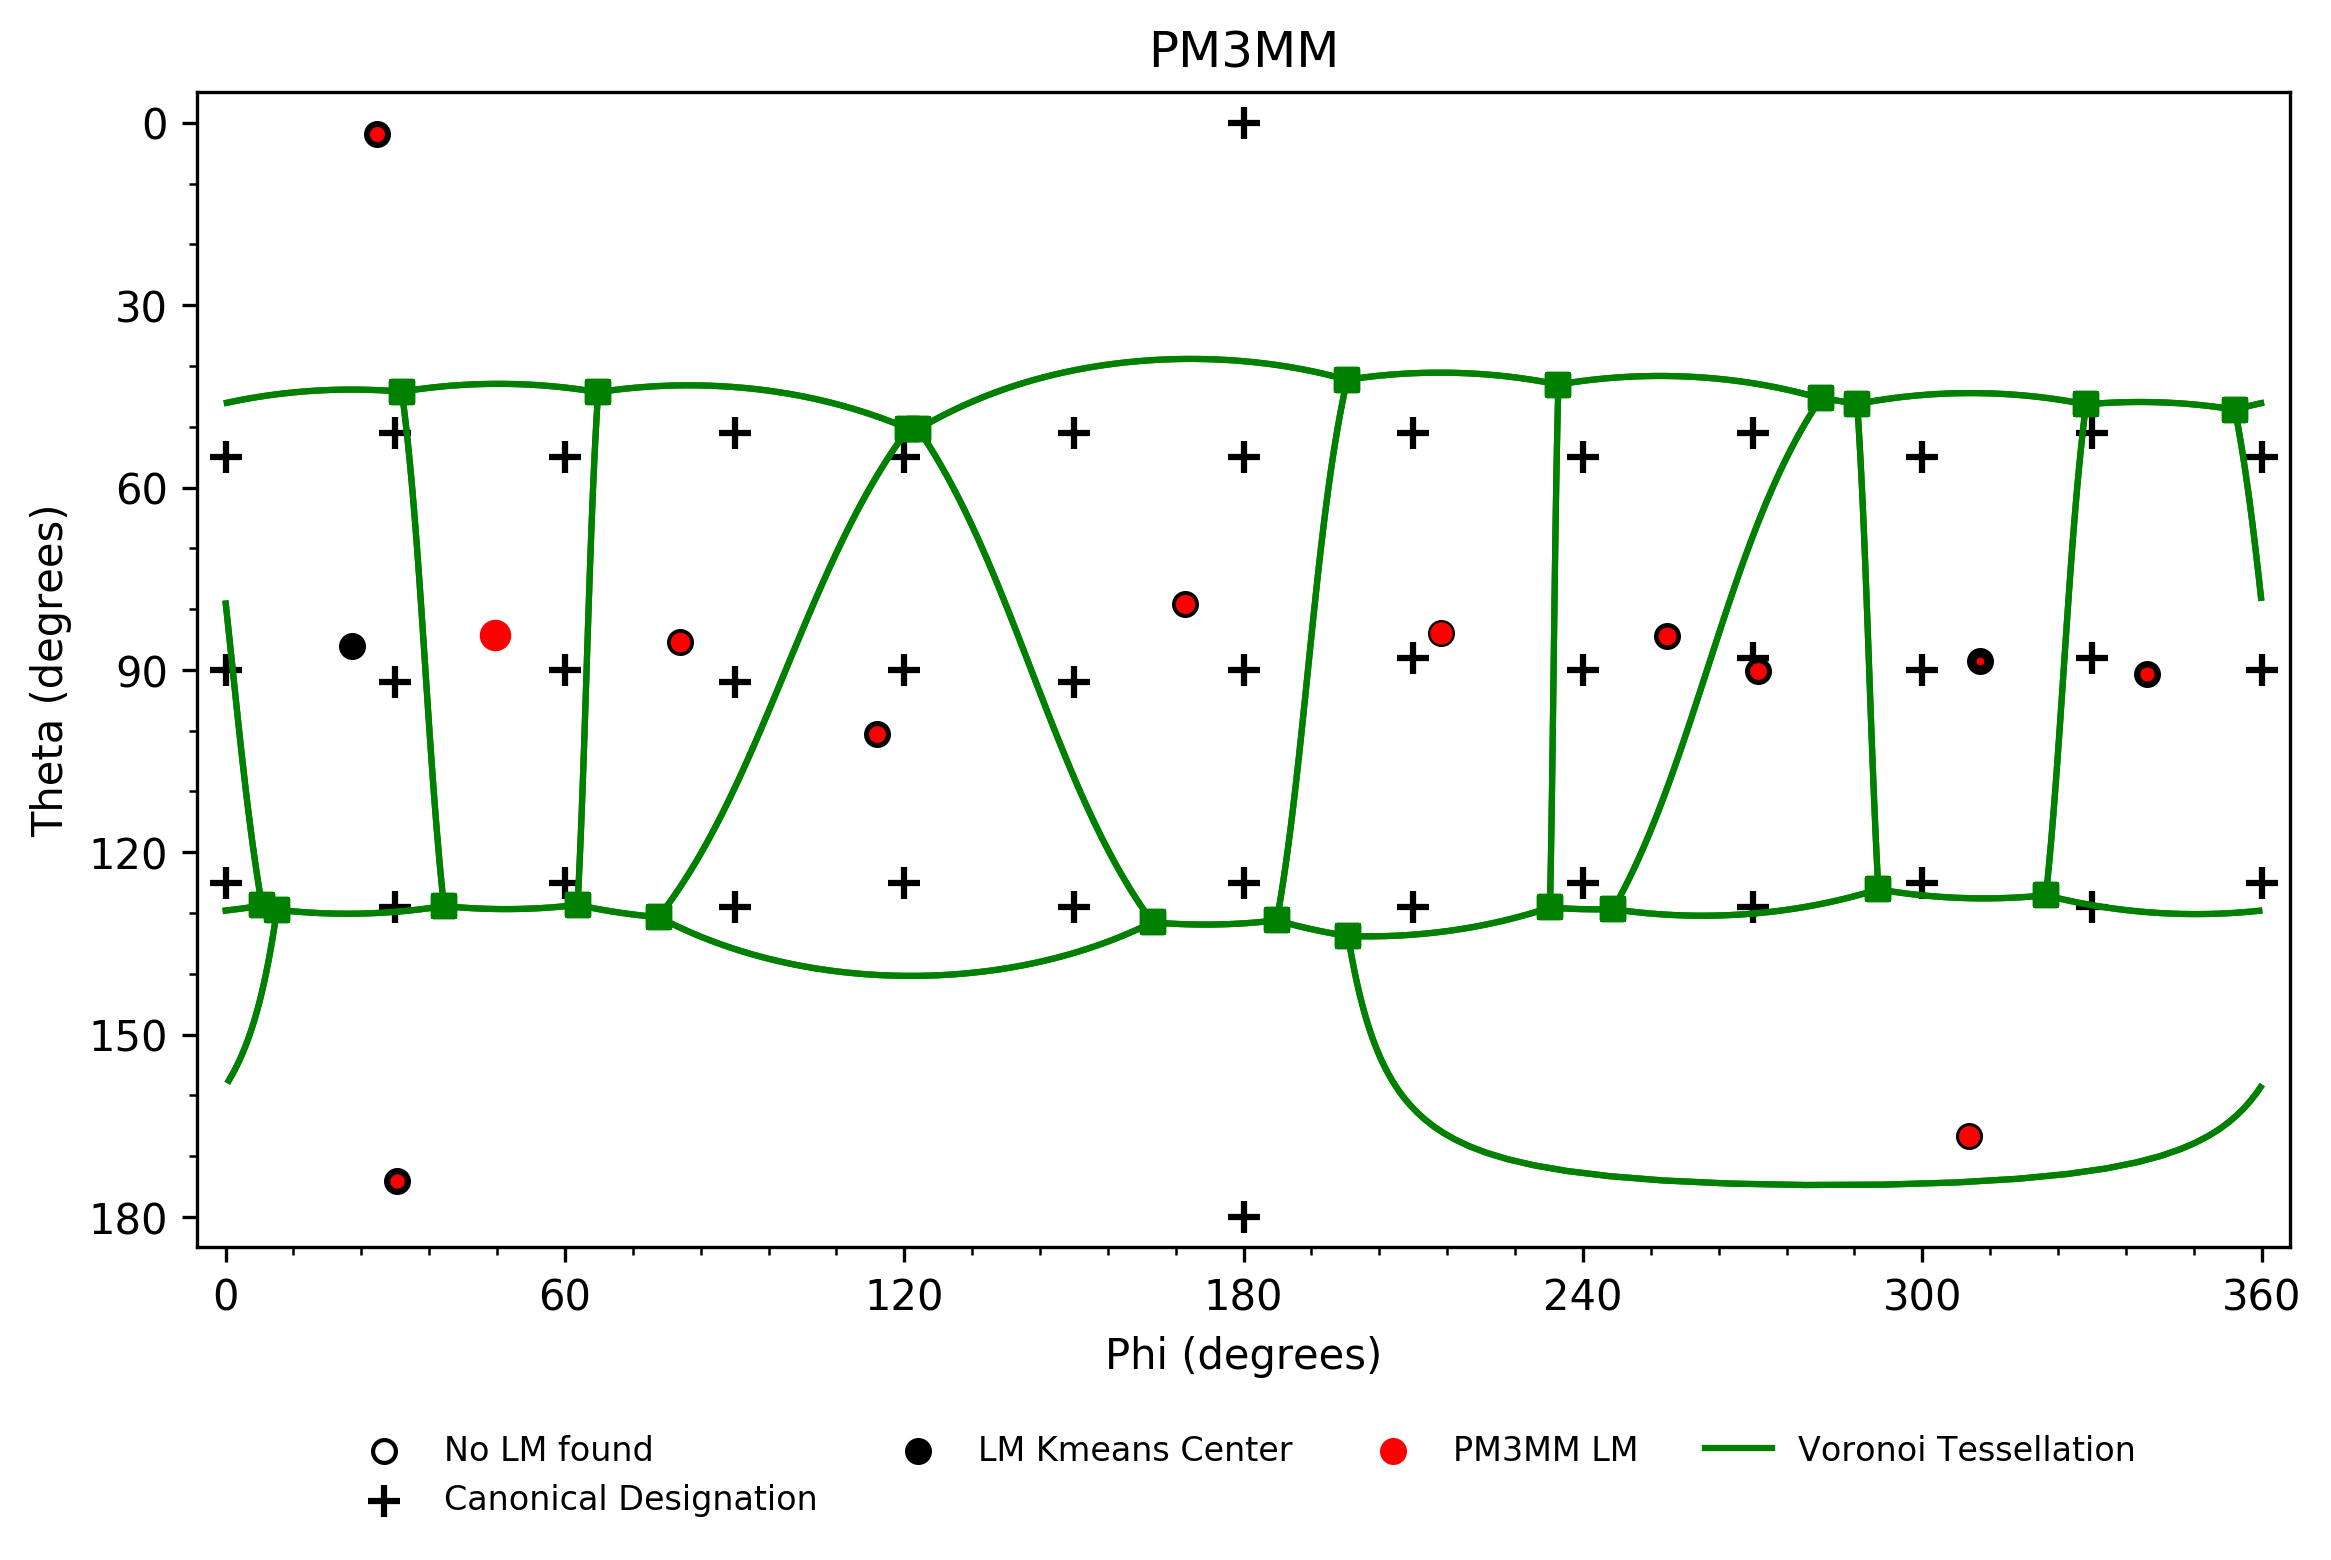 PM3MM
0
30
60
90
120
150
180
Theta (degrees)
0 60 120 180 240 300 360
Phi (degrees)
No LM found LM Kmeans Center PM3MM LM Voronoi Tessellation
Canonical Designation